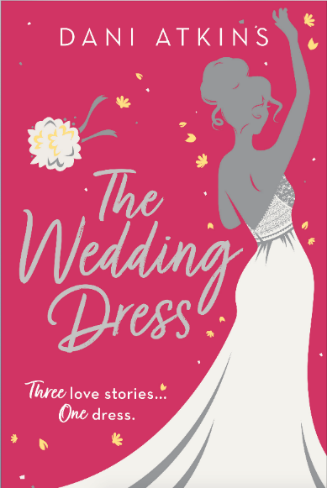 DANI ATKINS
The
Wedding
Dress
Three love stories...
One dress.